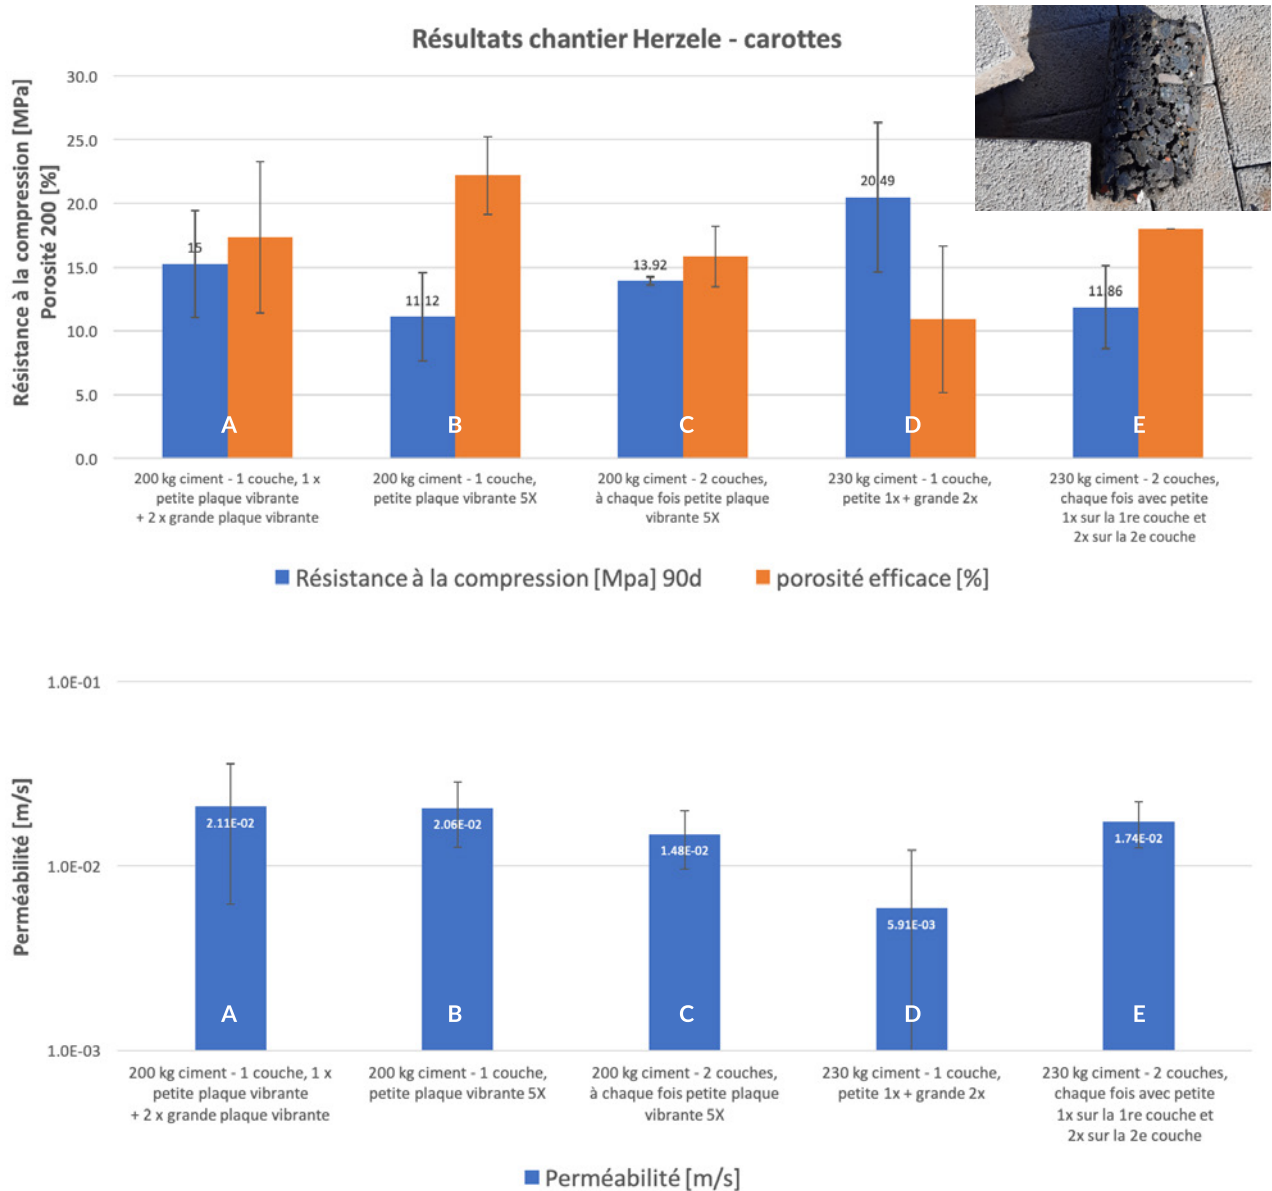 Résultats chantier Herzele - carottes
Résistance à la compression [MPa]
Porosité 200 [%]
30.0
25.0
20.0
15.0
10.0
5.0
0.0
15
11.12
13.92
20.49
11.86
A
B
C
D
E
200 kg ciment - 1 couche, 1 x
petite plaque vibrante
+ 2 x grande plaque vibrante
200 kg ciment - 1 couche,
petite plaque vibrante 5X
200 kg ciment - 2 couches,
à chaque fois petite plaque
vibrante 5X
230 kg ciment - 1 couche,
petite 1x + grande 2x
230 kg ciment - 2 couches,
chaque fois avec petite
1x sur la 1re couche et
2x sur la 2e couche
Résistance à la compression [Mpa] 90d
porosité efficace [%]
Perméabilité [m/s]
1.0E-01
1.0E-02
1.0E-03
2.11E-02
2.06E-02
1.48E-02
5.91E-03
1.74E-02
A
B
C
D
E
200 kg ciment - 1 couche, 1 x
petite plaque vibrante
+ 2 x grande plaque vibrante
200 kg ciment - 1 couche,
petite plaque vibrante 5X
200 kg ciment - 2 couches,
à chaque fois petite plaque
vibrante 5X
230 kg ciment - 1 couche,
petite 1x + grande 2x
230 kg ciment - 2 couches,
chaque fois avec petite
1x sur la 1re couche et
2x sur la 2e couche
Perméabilité [m/s]